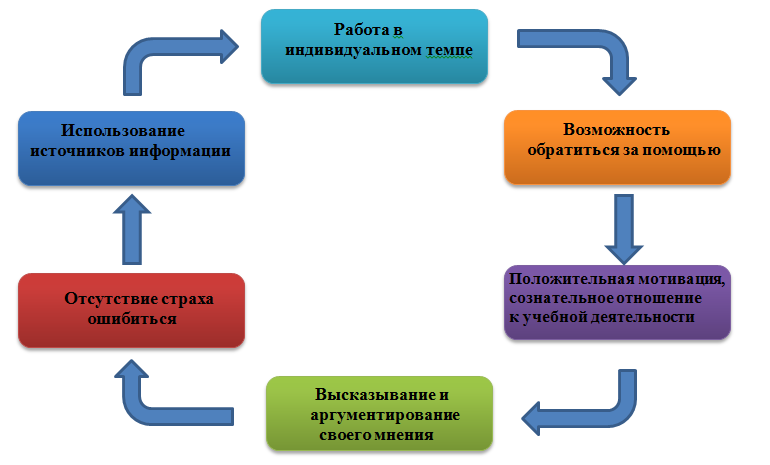 Работа в
индивидуальном темпе
Возможность
обратиться за помощью
Положительная мотивация,
сознательное отношение
к учебной деятельности
Высказывание и
аргументирование
своего мнения
Отсутствие страха
ошибиться
Использование
источников информации